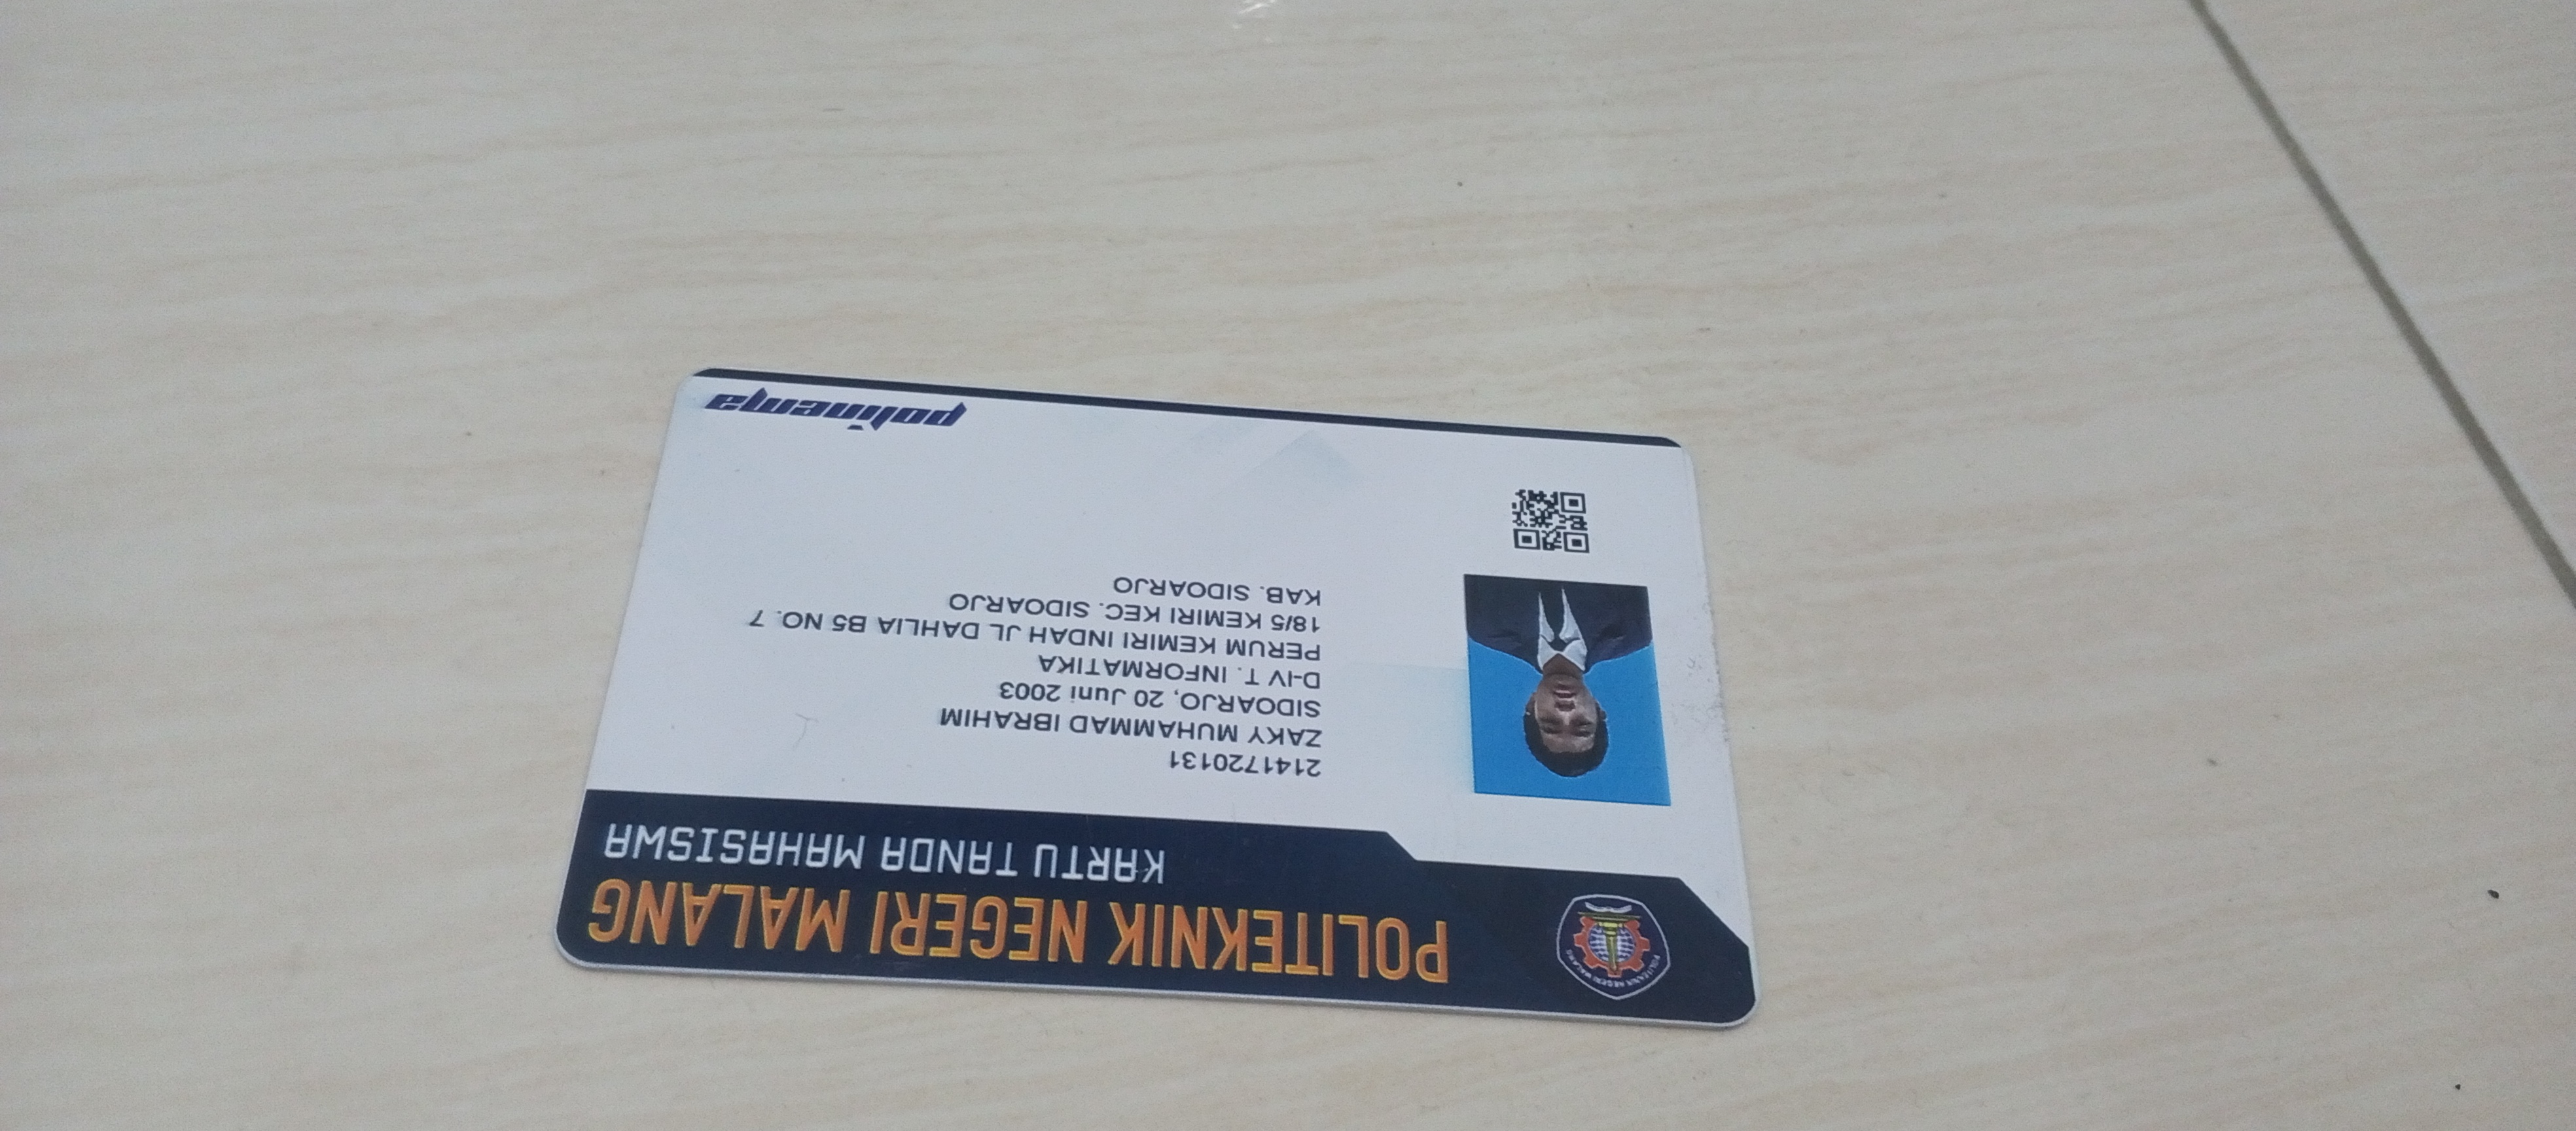 POLITEKNIK NEGERI MALANG
KARTU TANDA MAHASISWA
2141720131
ZAKY MUHAMMAD IBRAHIM
SIDOARJO, 20 Juni 2003
D-IV T. INFORMATIKA
PERUM KEMIRI INDAH JL DAHLIA B5 NO. 7
18/5 KEMIRI KEC. SIDOARJO
KAB. SIDOARJO
polinema
POLITEKNIK NEGERI MALANG